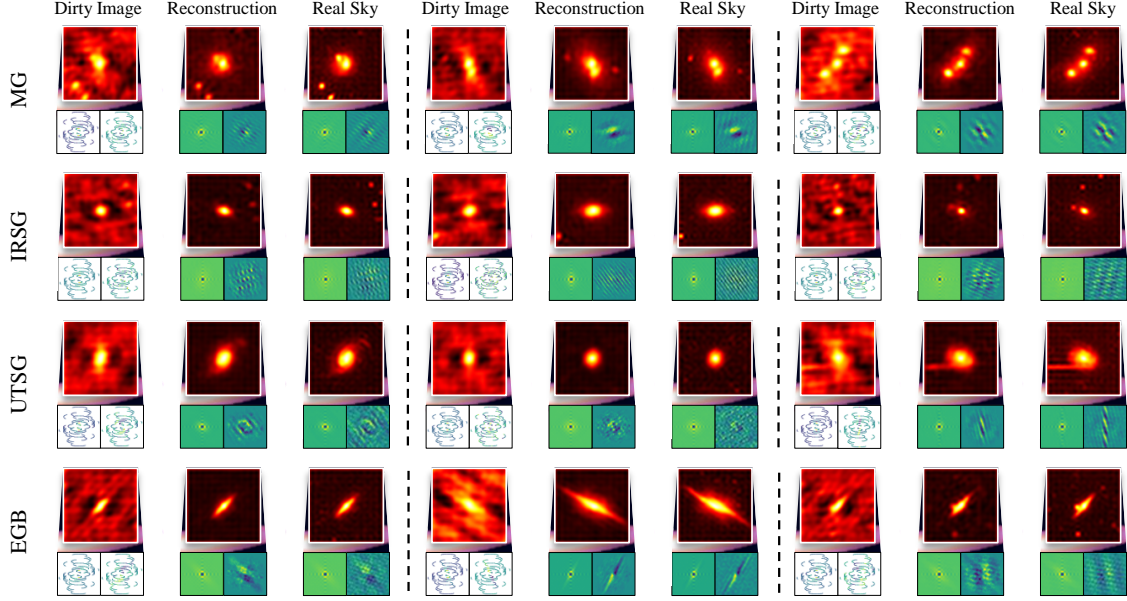 Dirty Image Reconstruction Real Sky Dirty Image Reconstruction Real Sky Dirty Image Reconstruction Real Sky
MG
IRSG
UTSG
EGB